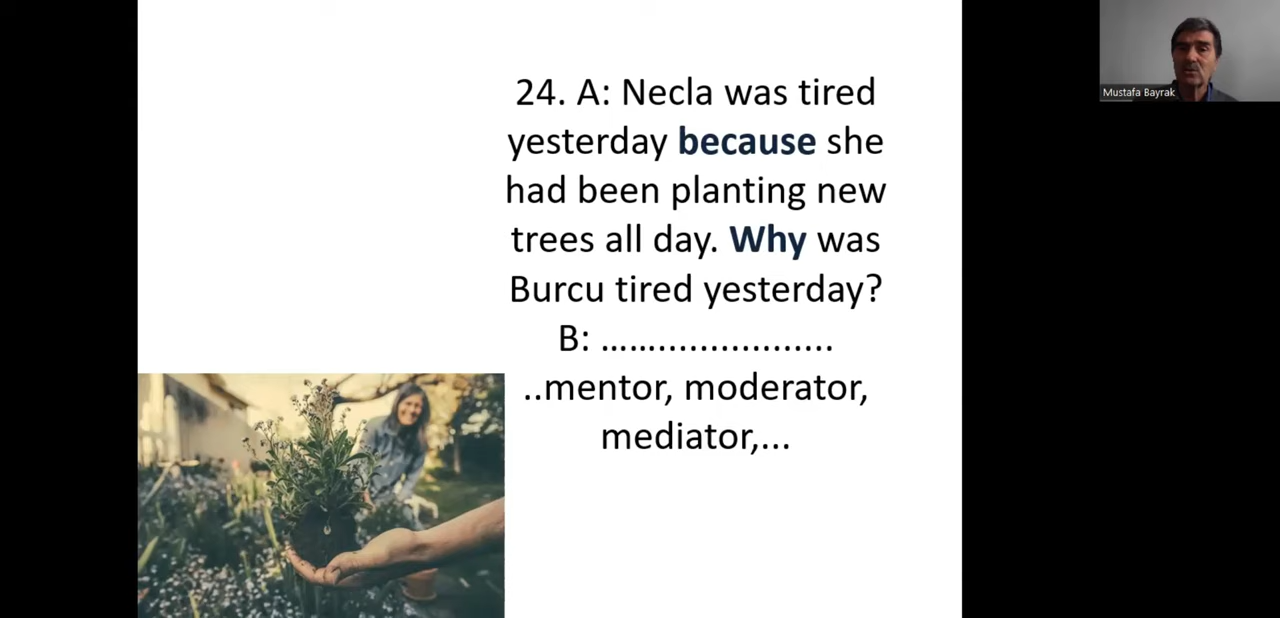 24. A: Necla was tired
yesterday because she
had been planting new
trees all day. Why was
Burcu tired yesterday?
B: ........................
..mentor, moderator,
mediator,...
Mustafa Bayrak